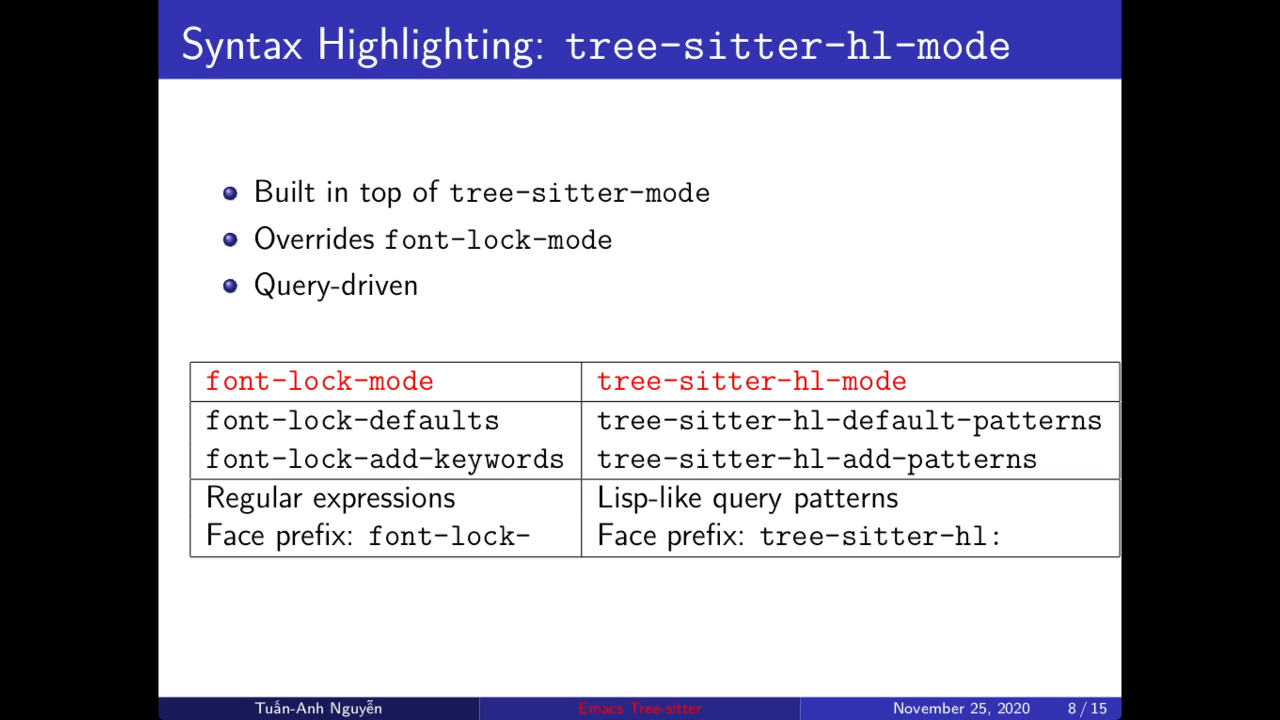 Syntax Highlighting: tree-sitter-hl-mode
Built in top of tree-sitter-mode
Overrides font-lock-mode
Query-driven
font-lock-mode tree-sitter-hl-mode
font-lock-defaults tree-sitter-hl-default-patterns
font-lock-add-keywords tree-sitter-hl-add-patterns
Regular expressions Lisp-like query patterns
Face prefix: font-lock- Face prefix: tree-sitter-hl:
Tuấn-Anh Nguyễn Emacs Tree-sitter November 25, 2020 8 / 15